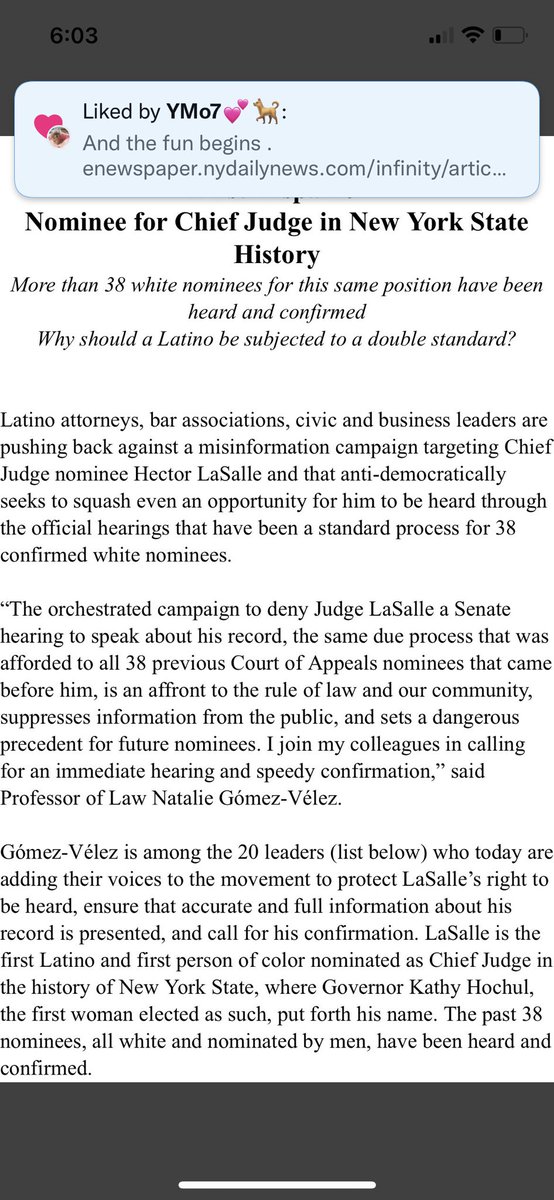 6:03
Liked by YMo7💕🐕:
And the fun begins .
enewspaper.nydailynews.com/infinity/artic...
Nominee for Chief Judge in New York State
History
More than 38 white nominees for this same position have been
heard and confirmed
Why should a Latino be subjected to a double standard?
Latino attorneys, bar associations, civic and business leaders are
pushing back against a misinformation campaign targeting Chief
Judge nominee Hector LaSalle and that anti-democratically
seeks to squash even an opportunity for him to be heard through
the official hearings that have been a standard process for 38
confirmed white nominees.
“The orchestrated campaign to deny Judge LaSalle a Senate
hearing to speak about his record, the same due process that was
afforded to all 38 previous Court of Appeals nominees that came
before him, is an affront to the rule of law and our community,
suppresses information from the public, and sets a dangerous
precedent for future nominees. I join my colleagues in calling
for an immediate hearing and speedy confirmation,” said
Professor of Law Natalie Gómez-Vélez.
Gómez-Vélez is among the 20 leaders (list below) who today are
adding their voices to the movement to protect LaSalle’s right to
be heard, ensure that accurate and full information about his
record is presented, and call for his confirmation. LaSalle is the
first Latino and first person of color nominated as Chief Judge in
the history of New York State, where Governor Kathy Hochul,
the first woman elected as such, put forth his name. The past 38
nominees, all white and nominated by men, have been heard and
confirmed.